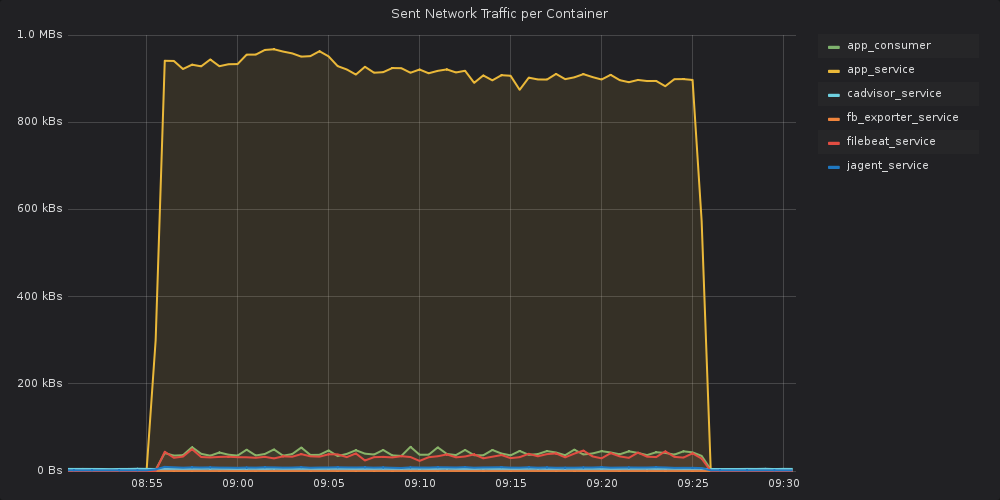 Sent Network Traffic per Container
1.0 MBs
800 kBs
600 kBs
400 kBs
200 kBs
0 Bs
08:55 09:00 09:05 09:10 09:15 09:20 09:25 09:30
app_consumer
app_service
cadvisor_service
fb_exporter_service
filebeat_service
jagent_service